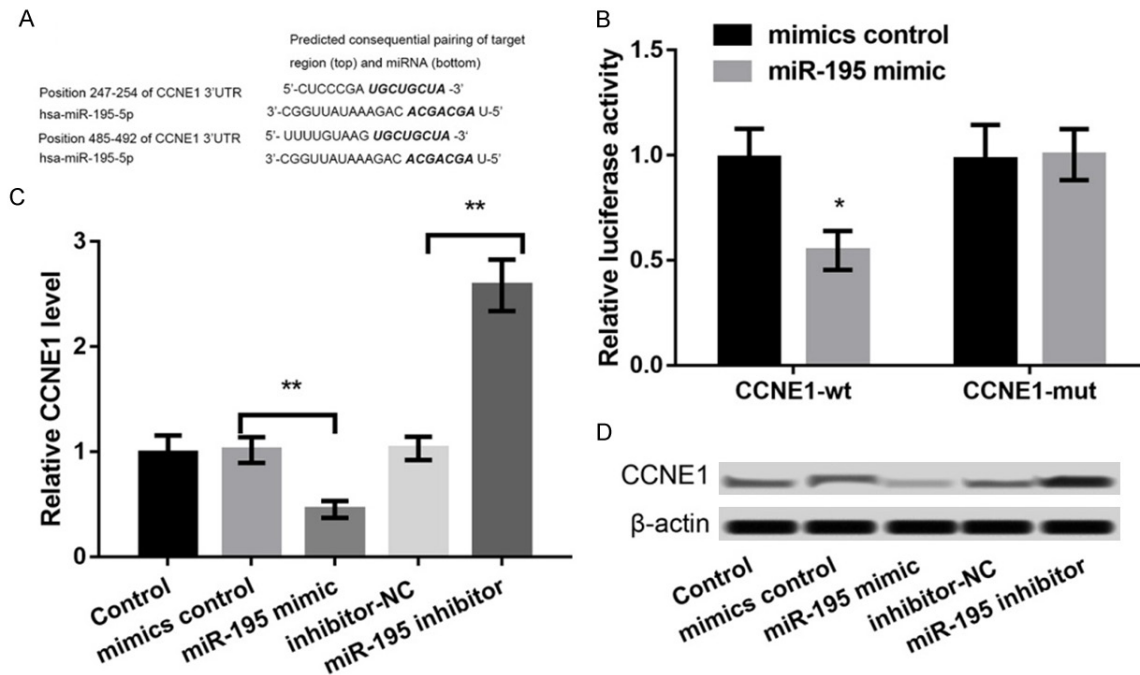 A
Predicted consequential pairing of target
region (top) and miRNA (bottom)
Position 247-254 of CCNE1 3'UTR 5'-CUCCCGA UGCUGCUA -3'
hsa-miR-195-5p 3'-CGGUUAUAAAGAC ACGACGA U-5'
Position 485-492 of CCNE1 3'UTR 5'- UUUUGUAAG UGCUGCUA -3'
hsa-miR-195-5p 3'-CGGUUAUAAAGAC ACGACGA U-5'
B
mimics control
miR-195 mimic
Relative luciferase activity
1.5
1.0
0.5
0.0
*
CCNE1-wt CCNE1-mut
C
Relative CCNE1 level
3
2
1
0
**
**
Control
mimics control
miR-195 mimic
inhibitor-NC
miR-195 inhibitor
D
CCNE1
β-actin
Control
mimics control
miR-195 mimic
inhibitor-NC
miR-195 inhibitor